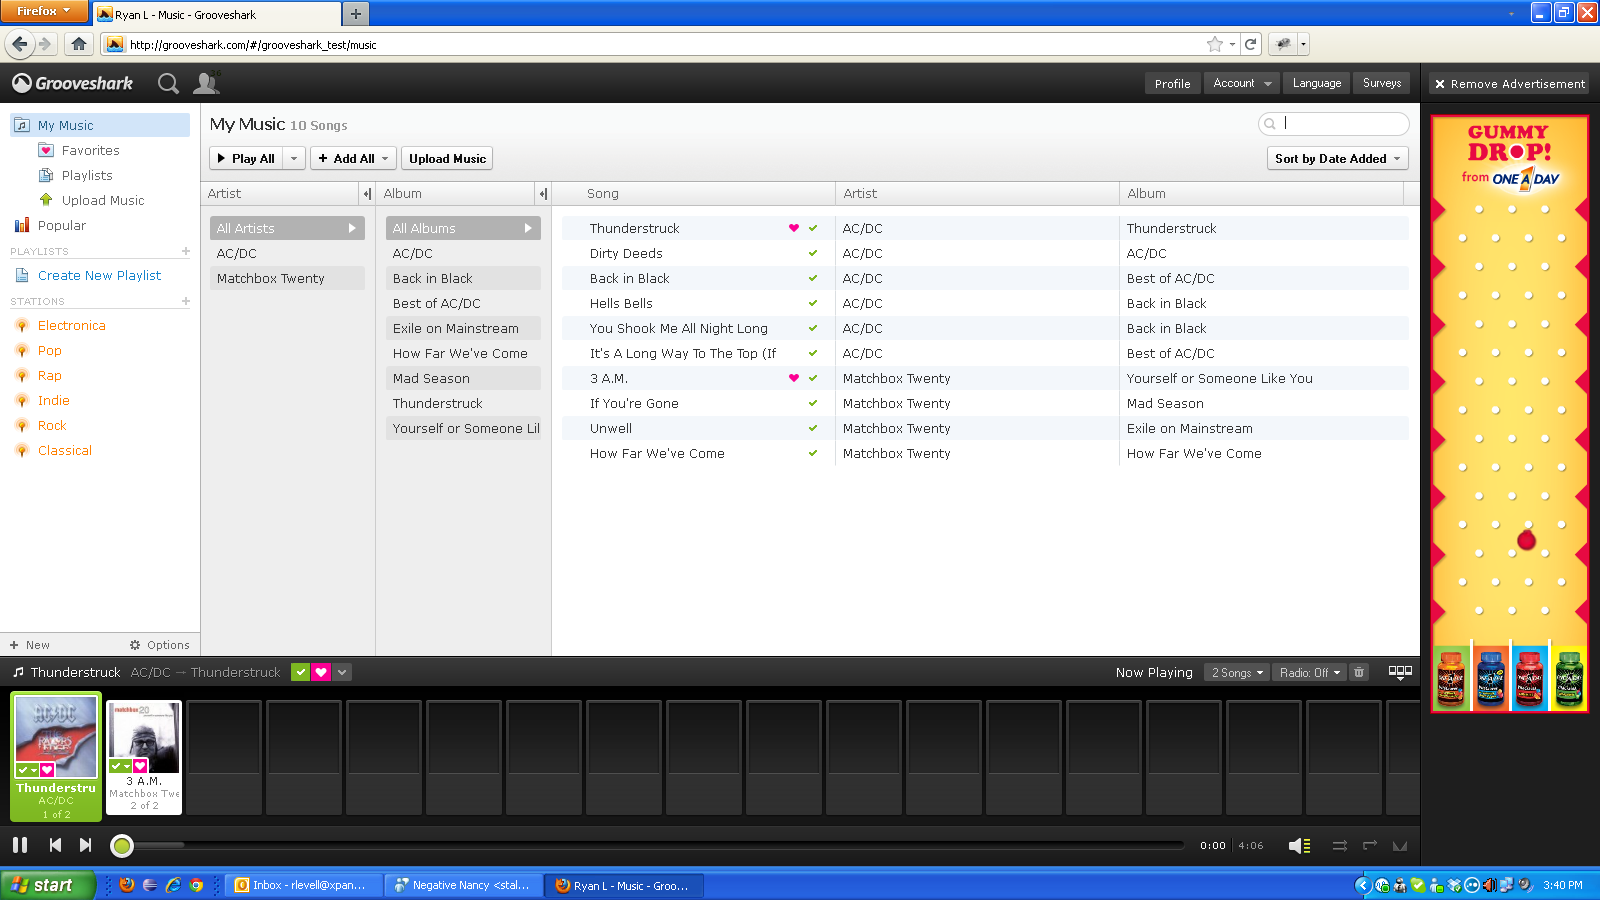 Firefox
Ryan L - Music - Grooveshark
http://grooveshark.com/#/grooveshark_test/music
Grooveshark
Profile
Account
Language
Surveys
Remove Advertisement
My Music
Favorites
Playlists
Upload Music
Popular
PLAYLISTS
Create New Playlist
STATIONS
Electronica
Pop
Rap
Indie
Rock
Classical
New
Options
My Music 10 Songs
Play All
Add All
Upload Music
Sort by Date Added
Artist
Album
Song
Artist
Album
All Artists
AC/DC
Matchbox Twenty
All Albums
AC/DC
Back in Black
Best of AC/DC
Exile on Mainstream
How Far We've Come
Mad Season
Thunderstruck
Yourself or Someone Lil
Thunderstruck AC/DC Thunderstruck
Dirty Deeds AC/DC AC/DC
Back in Black AC/DC Best of AC/DC
Hells Bells AC/DC Back in Black
You Shook Me All Night Long AC/DC Back in Black
It's A Long Way To The Top (If AC/DC Best of AC/DC
3 A.M. Matchbox Twenty Yourself or Someone Like You
If You're Gone Matchbox Twenty Mad Season
Unwell Matchbox Twenty Exile on Mainstream
How Far We've Come Matchbox Twenty How Far We've Come
GUMMY
DROP!
from ONE A DAY
Thunderstruck AC/DC → Thunderstruck
Now Playing
2 Songs
Radio: Off
AC/DC
Thunderstru
AC/DC
1 of 2
matchbox 20
3 A.M.
Matchbox Twe
2 of 2
0:00
4:06
start
Inbox - rlevell@xpan...
Negative Nancy <stal...
Ryan L - Music - Groo...
3:40 PM